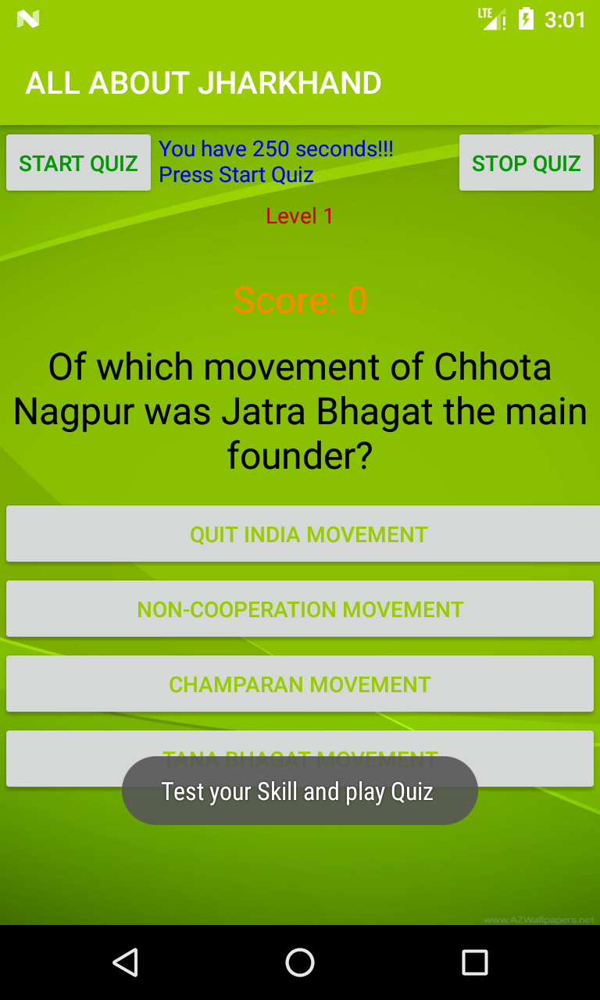 LTE 3:01
ALL ABOUT JHARKHAND
START QUIZ
You have 250 seconds!!!
Press Start Quiz
STOP QUIZ
Level 1
Score: 0
Of which movement of Chhota
Nagpur was Jatra Bhagat the main
founder?
QUIT INDIA MOVEMENT
NON-COOPERATION MOVEMENT
CHAMPARAN MOVEMENT
TANA BHAGAT MOVEMENT
Test your Skill and play Quiz
www.AZWallpapers.net